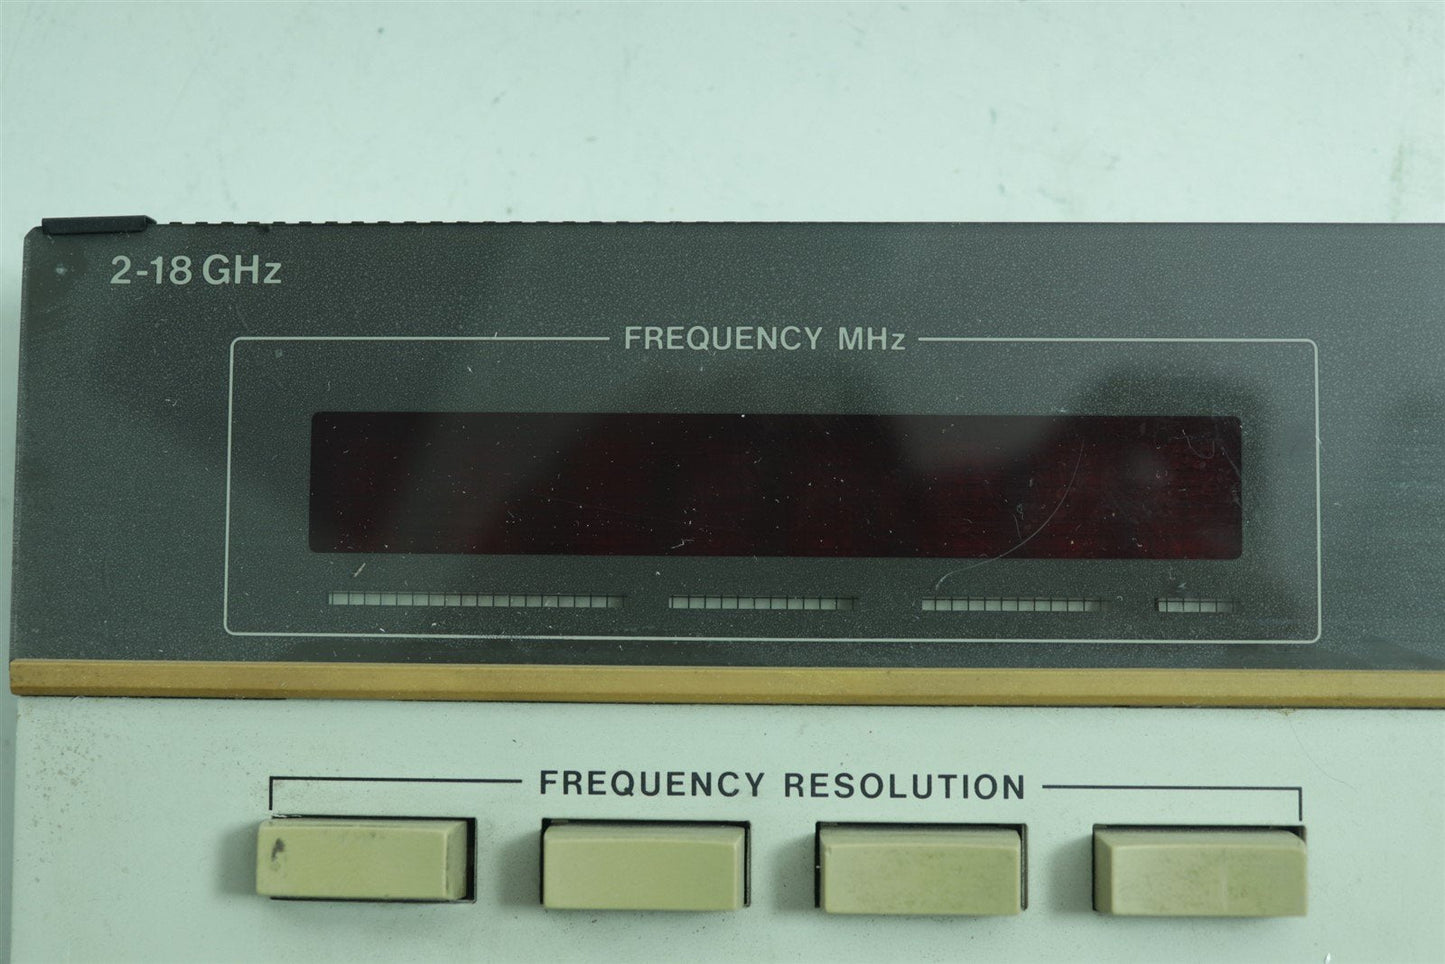 2-18 GHz
FREQUENCY MHz
FREQUENCY RESOLUTION